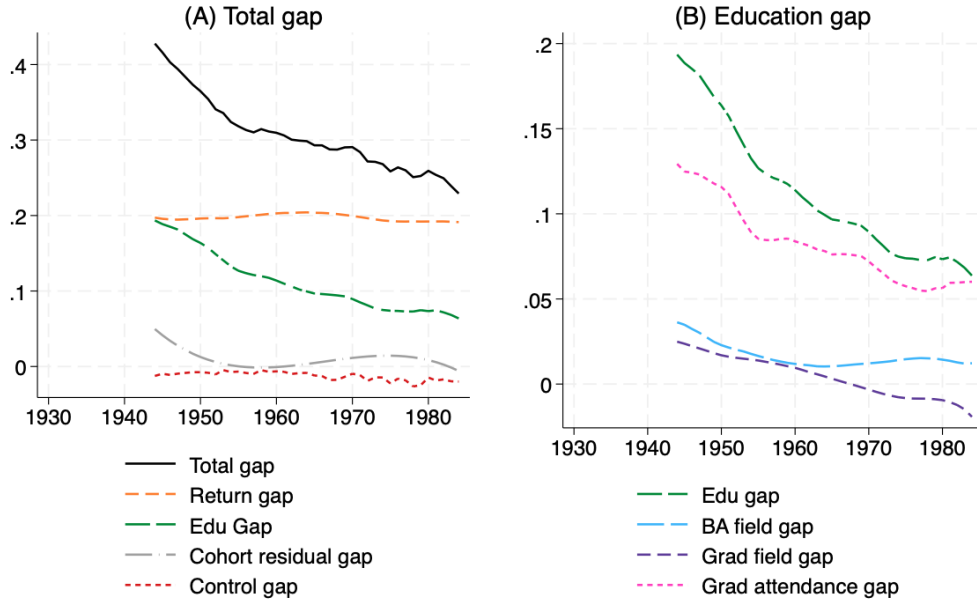 (A) Total gap
.4
.3
.2
.1
0
1930 1940 1950 1960 1970 1980
Total gap
Return gap
Edu Gap
Cohort residual gap
Control gap
(B) Education gap
.2
.15
.1
.05
0
1930 1940 1950 1960 1970 1980
Edu gap
BA field gap
Grad field gap
Grad attendance gap